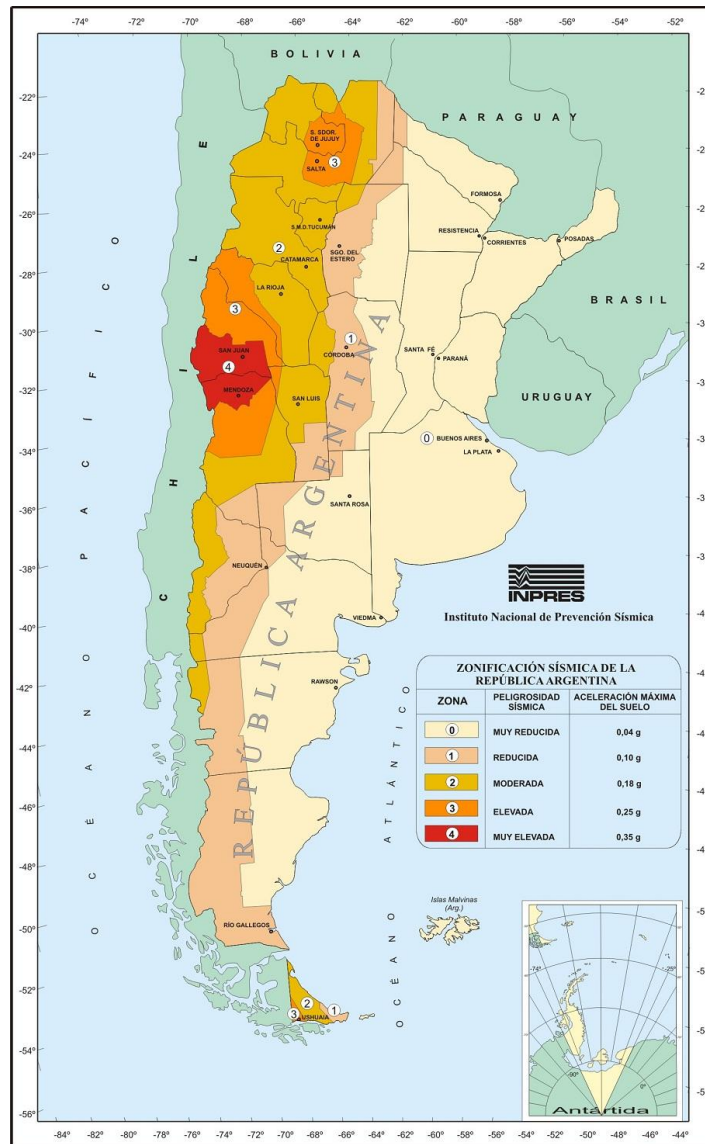 -74° -72° -70° -68° -66° -64° -62° -60° -58° -56° -54° -52°
BOLIVIA
PARAGUAY
BRASIL
URUGUAY
CHILE
OCÉANO PACIFICO
OCÉANO ATLÁNTICO
REPÚBLICA ARGENTINA
-22°
-24°
-26°
-28°
-30°
-32°
-34°
-36°
-38°
-40°
-42°
-44°
-46°
-48°
-50°
-52°
-54°
-56°
S. SDOR.
DE JUJUY
3
SALTA
FORMOSA
S.M.D.TUCUMÁN
RESISTENCIA
CORRIENTES
POSADAS
2
SGO. DEL
ESTERO
CATAMARCA
LA RIOJA
3
1
CÓRDOBA
SANTA FÉ
PARANÁ
SAN JUAN
4
MENDOZA
SAN LUIS
0
BUENOS AIRES
LA PLATA
SANTA ROSA
NEUQUÉN
VIEDMA
RAWSON
RÍO GALLEGOS
2
1
3
USHUAIA
Islas Malvinas
(Arg.)
INPRES
Instituto Nacional de Prevención Sísmica
ZONIFICACIÓN SÍSMICA DE LA
REPÚBLICA ARGENTINA
ZONA PELIGROSIDAD SÍSMICA ACELERACIÓN MÁXIMA DEL SUELO
0 MUY REDUCIDA 0,04 g
1 REDUCIDA 0,10 g
2 MODERADA 0,18 g
3 ELEVADA 0,25 g
4 MUY ELEVADA 0,35 g
-74°
-90°
0°
Antártida
-84° -82° -80° -78° -76° -74° -72° -70° -68° -66° -64° -62° -60° -58° -56° -54° -52° -50° -48° -46° -44°